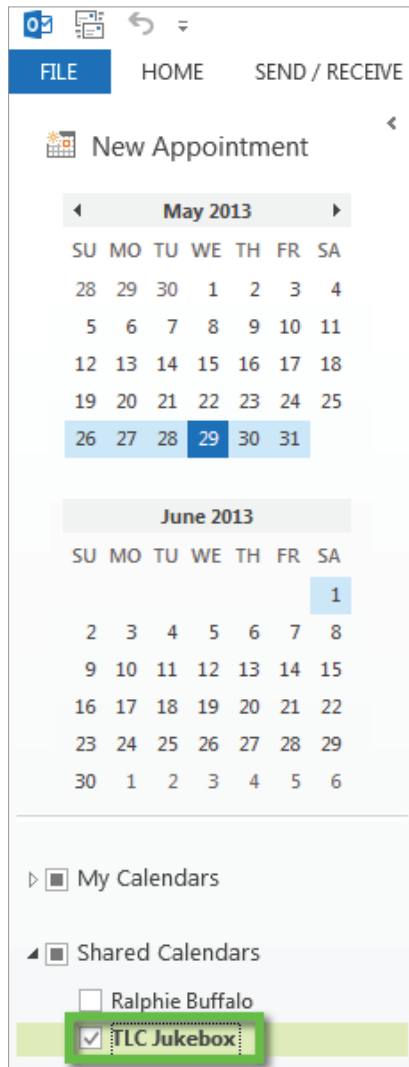 FILE HOME SEND / RECEIVE
New Appointment
May 2013
SU MO TU WE TH FR SA
28 29 30 1 2 3 4
5 6 7 8 9 10 11
12 13 14 15 16 17 18
19 20 21 22 23 24 25
26 27 28 29 30 31
June 2013
SU MO TU WE TH FR SA
1
2 3 4 5 6 7 8
9 10 11 12 13 14 15
16 17 18 19 20 21 22
23 24 25 26 27 28 29
30 1 2 3 4 5 6
My Calendars
Shared Calendars
Ralphie Buffalo
TLC Jukebox